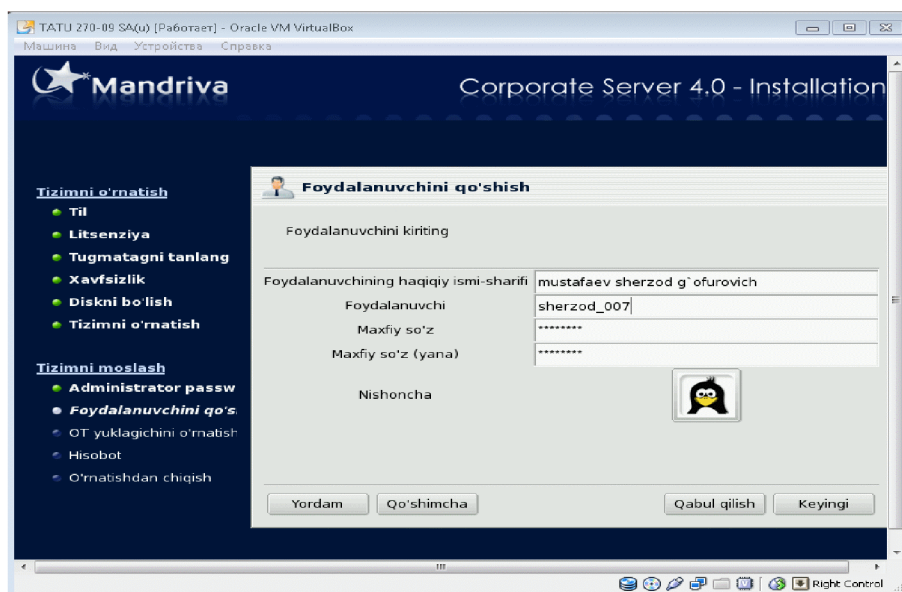 TATU 270-09 SA(u) [Работает] - Oracle VM VirtualBox
Машина Вид Устройства Справка
Mandriva
Corporate Server 4.0 - Installation
Tizimni o'rnatish
Til
Litsenziya
Tugmatagni tanlang
Xavfsizlik
Diskni bo'lish
Tizimni o'rnatish
Tizimni moslash
Administrator passw
Foydalanuvchini qo's
OT yuklagichini o'rnatish
Hisobot
O'rnatishdan chiqish
Foydalanuvchini qo'shish
Foydalanuvchini kiriting
Foydalanuvchining haqiqiy ismi-sharifi mustafaev sherzod g`ofurovich
Foydalanuvchi sherzod_007
Maxfiy so'z ********
Maxfiy so'z (yana) ********
Nishoncha
Yordam Qo'shimcha Qabul qilish Keyingi
Right Control